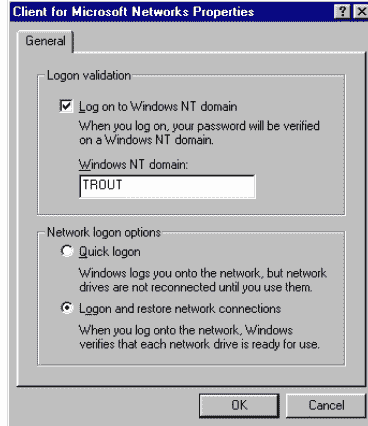 Client for Microsoft Networks Properties
General
Logon validation
Log on to Windows NT domain
When you log on, your password will be verified
on a Windows NT domain.
Windows NT domain:
TROUT
Network logon options
Quick logon
Windows logs you onto the network, but network
drives are not reconnected until you use them.
Logon and restore network connections
When you log onto the network, Windows
verifies that each network drive is ready for use.
OK
Cancel